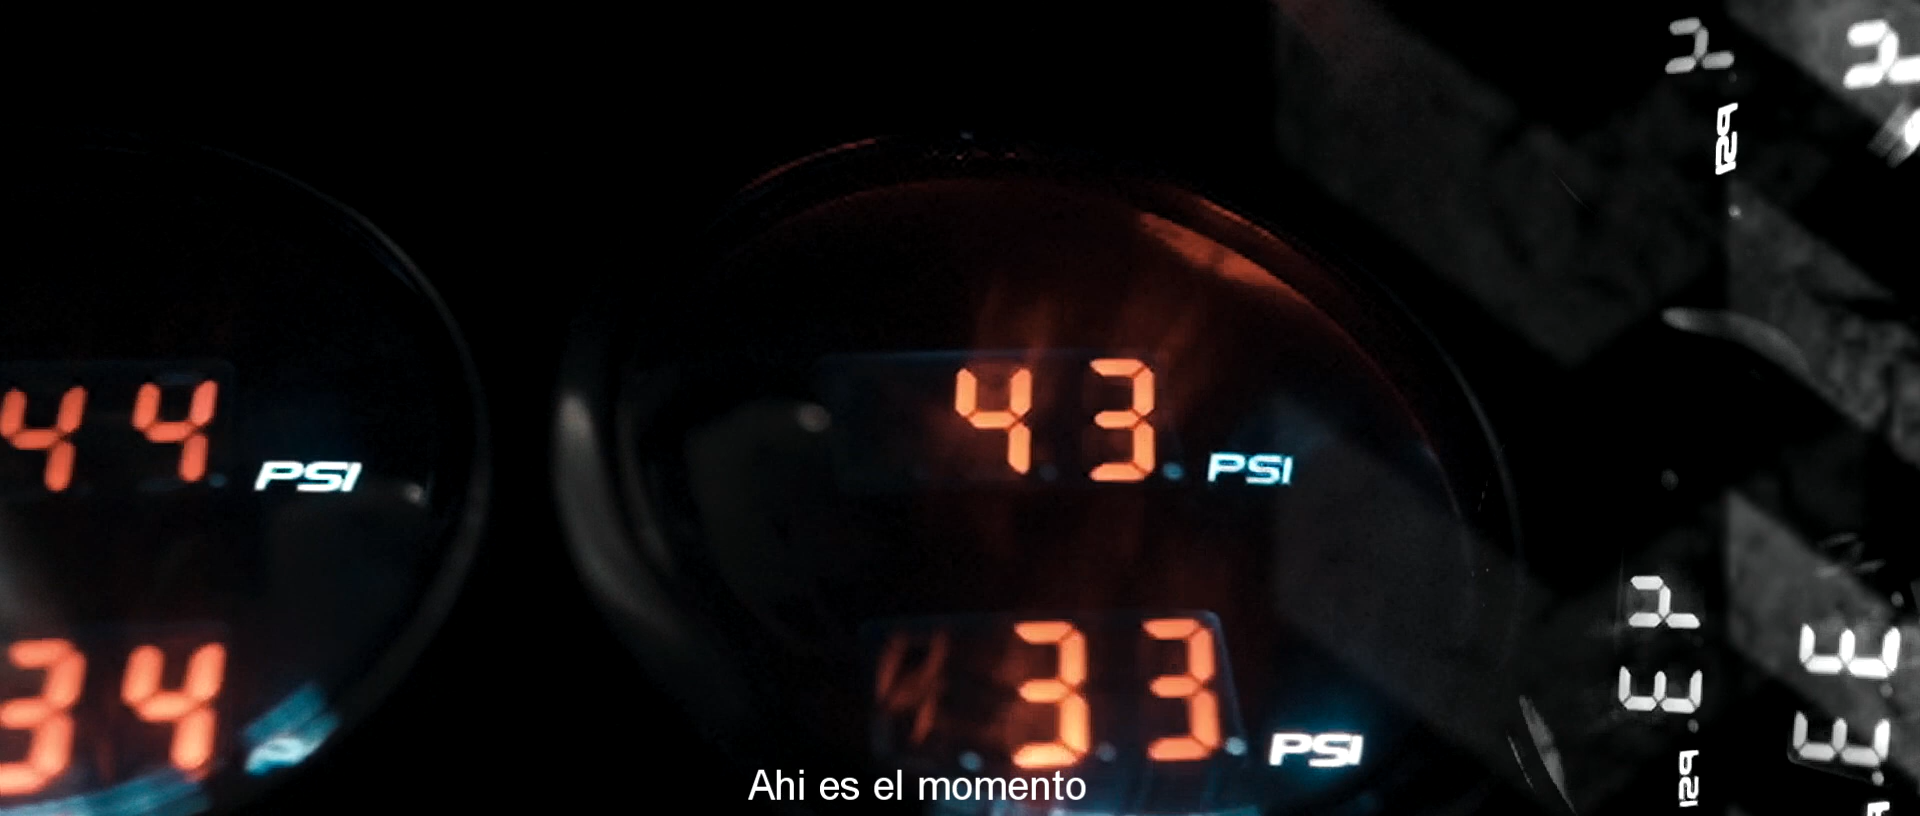 44 PSI
43 PSI
34
33 PSI
Ahi es el momento